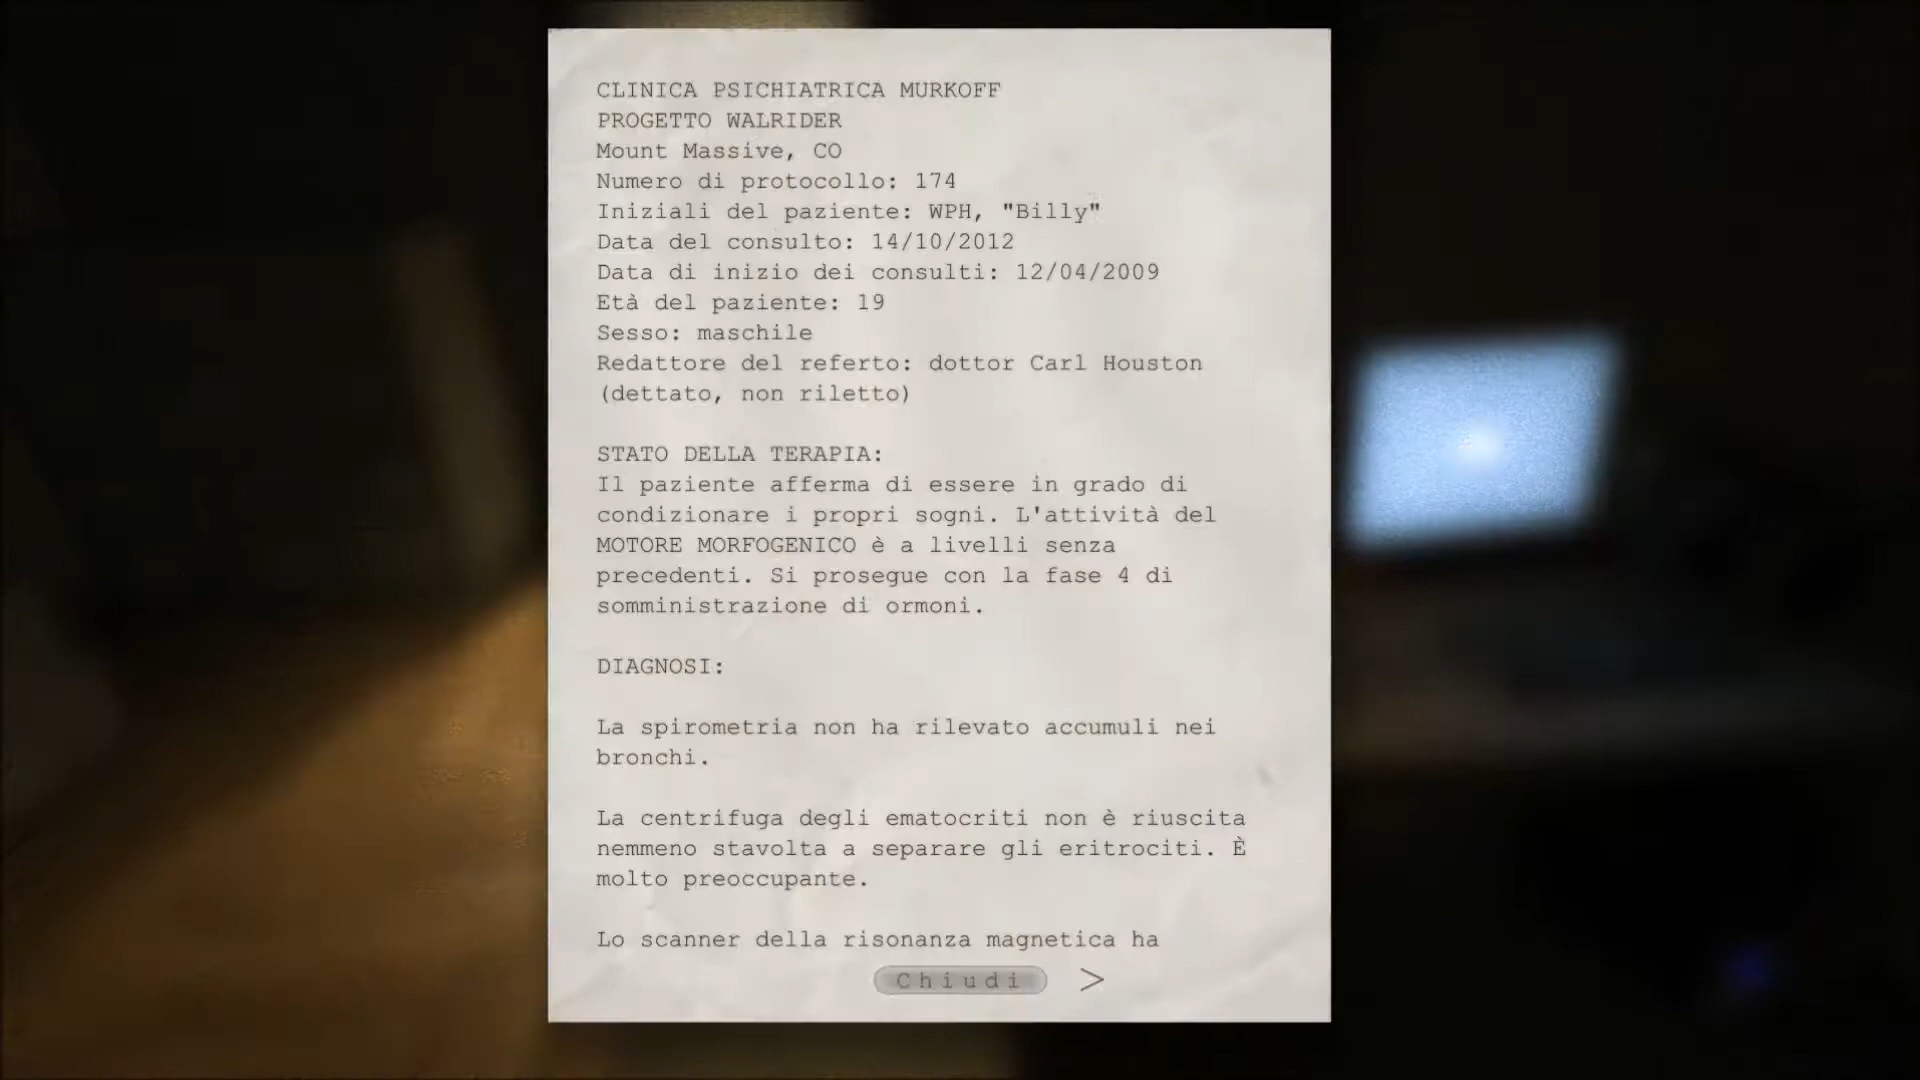 CLINICA PSICHIATRICA MURKOFF
PROGETTO WALRIDER
Mount Massive, CO
Numero di protocollo: 174
Iniziali del paziente: WPH, "Billy"
Data del consulto: 14/10/2012
Data di inizio dei consulti: 12/04/2009
Età del paziente: 19
Sesso: maschile
Redattore del referto: dottor Carl Houston
(dettato, non riletto)
STATO DELLA TERAPIA:
Il paziente afferma di essere in grado di
condizionare i propri sogni. L'attività del
MOTORE MORFOGENICO è a livelli senza
precedenti. Si prosegue con la fase 4 di
somministrazione di ormoni.
DIAGNOSI:
La spirometria non ha rilevato accumuli nei
bronchi.
La centrifuga degli ematocriti non è riuscita
nemmeno stavolta a separare gli eritrociti. È
molto preoccupante.
Lo scanner della risonanza magnetica ha
Chiudi >